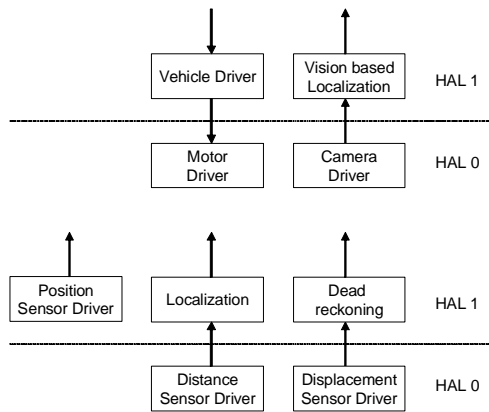 Vehicle Driver
Vision based
Localization
HAL 1
Motor
Driver
Camera
Driver
HAL 0
Position
Sensor Driver
Localization
Dead
reckoning
HAL 1
Distance
Sensor Driver
Displacement
Sensor Driver
HAL 0